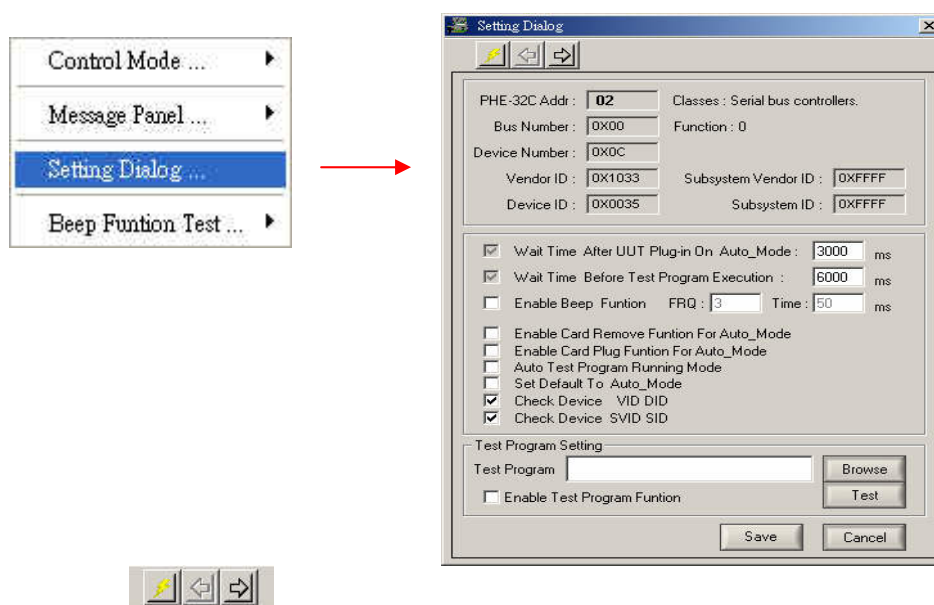 Control Mode ...
Message Panel ...
Setting Dialog ...
Beep Funtion Test ...
Setting Dialog
PHE-32C Addr : 02 Classes : Serial bus controllers.
Bus Number : 0X00 Function : 0
Device Number : 0X0C
Vendor ID : 0X1033 Subsystem Vendor ID : 0XFFFF
Device ID : 0X0035 Subsystem ID : 0XFFFF
Wait Time After UUT Plug-in On Auto_Mode : 3000 ms
Wait Time Before Test Program Execution : 6000 ms
Enable Beep Funtion FRQ : 3 Time : 50 ms
Enable Card Remove Funtion For Auto_Mode
Enable Card Plug Funtion For Auto_Mode
Auto Test Program Running Mode
Set Default To Auto_Mode
Check Device VID DID
Check Device SVID SID
Test Program Setting
Test Program Browse
Enable Test Program Funtion Test
Save Cancel